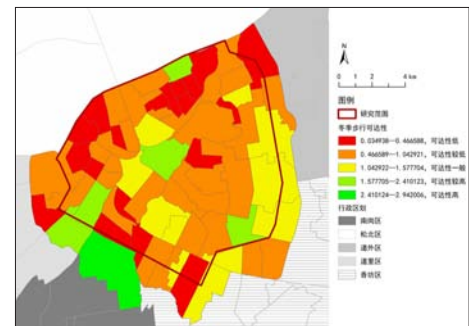 N
0 1 2 4 km
图例
研究范围
冬季步行可达性
0.034938—0.466588，可达性低
0.466589—1.042921，可达性较低
1.042922—1.577704，可达性一般
1.577705—2.410123，可达性较高
2.410124—2.942006，可达性高
行政区划
南岗区
松北区
道外区
道里区
香坊区